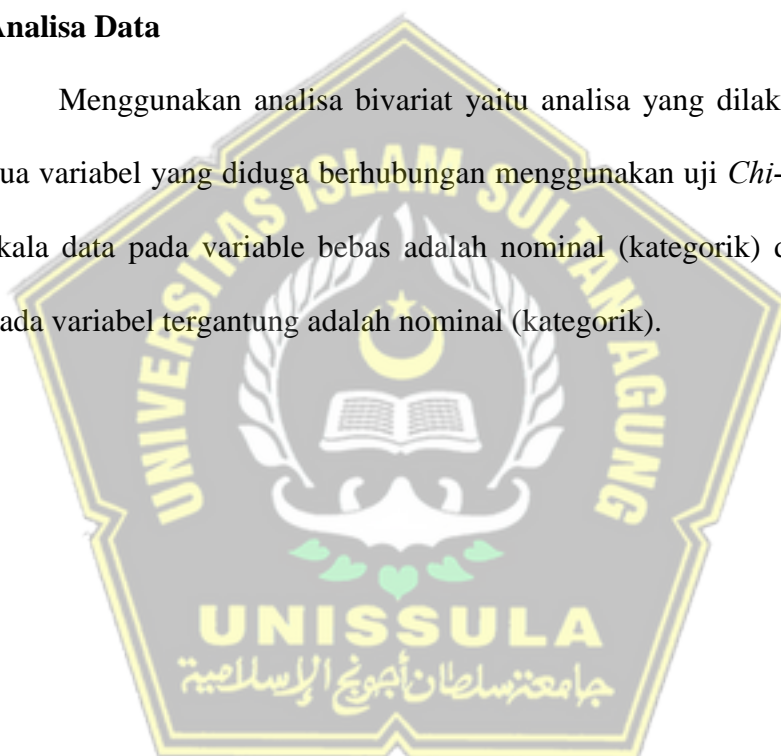 Analisa Data
Menggunakan analisa bivariat yaitu analisa yang dilak
ua variabel yang diduga berhubungan menggunakan uji Chi-
kala data pada variable bebas adalah nominal (kategorik) d
ada variabel tergantung adalah nominal (kategorik).
UNIVERSITAS ISLAM SULTAN AGUNG
UNISSULA
جامعة سلطان أجونج الإسلامية